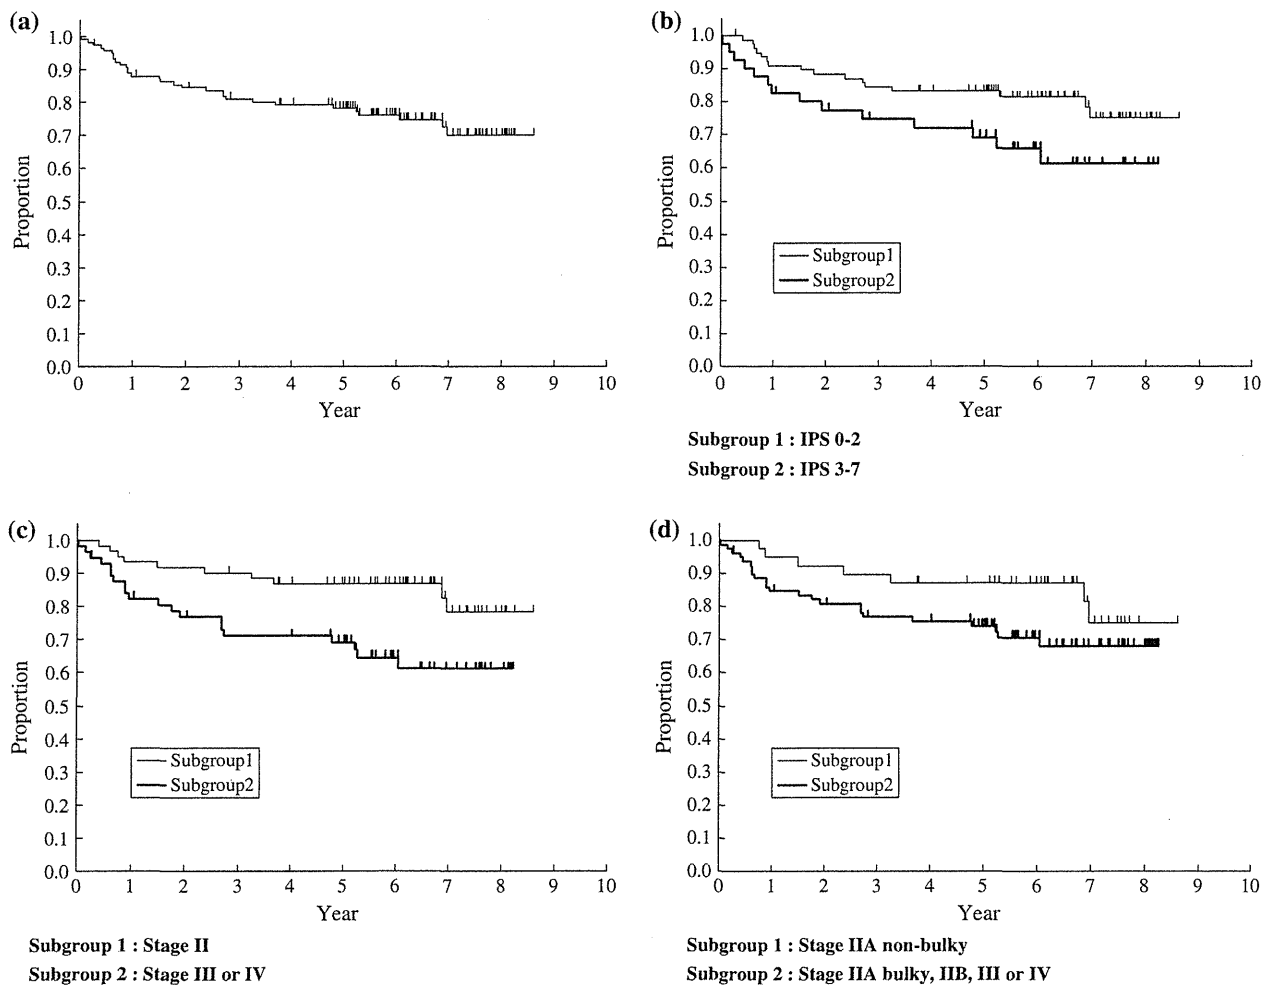 (a)
1.0
0.9
0.8
0.7
0.6
0.5
0.4
0.3
0.2
0.1
0.0
Proportion
0 1 2 3 4 5 6 7 8 9 10
Year
(b)
1.0
0.9
0.8
0.7
0.6
0.5
0.4
0.3
0.2
0.1
0.0
Proportion
Subgroup1
Subgroup2
0 1 2 3 4 5 6 7 8 9 10
Year
Subgroup 1 : IPS 0-2
Subgroup 2 : IPS 3-7
(c)
1.0
0.9
0.8
0.7
0.6
0.5
0.4
0.3
0.2
0.1
0.0
Proportion
Subgroup1
Subgroup2
0 1 2 3 4 5 6 7 8 9 10
Year
Subgroup 1 : Stage II
Subgroup 2 : Stage III or IV
(d)
1.0
0.9
0.8
0.7
0.6
0.5
0.4
0.3
0.2
0.1
0.0
Proportion
Subgroup1
Subgroup2
0 1 2 3 4 5 6 7 8 9 10
Year
Subgroup 1 : Stage IIA non-bulky
Subgroup 2 : Stage IIA bulky, IIB, III or IV